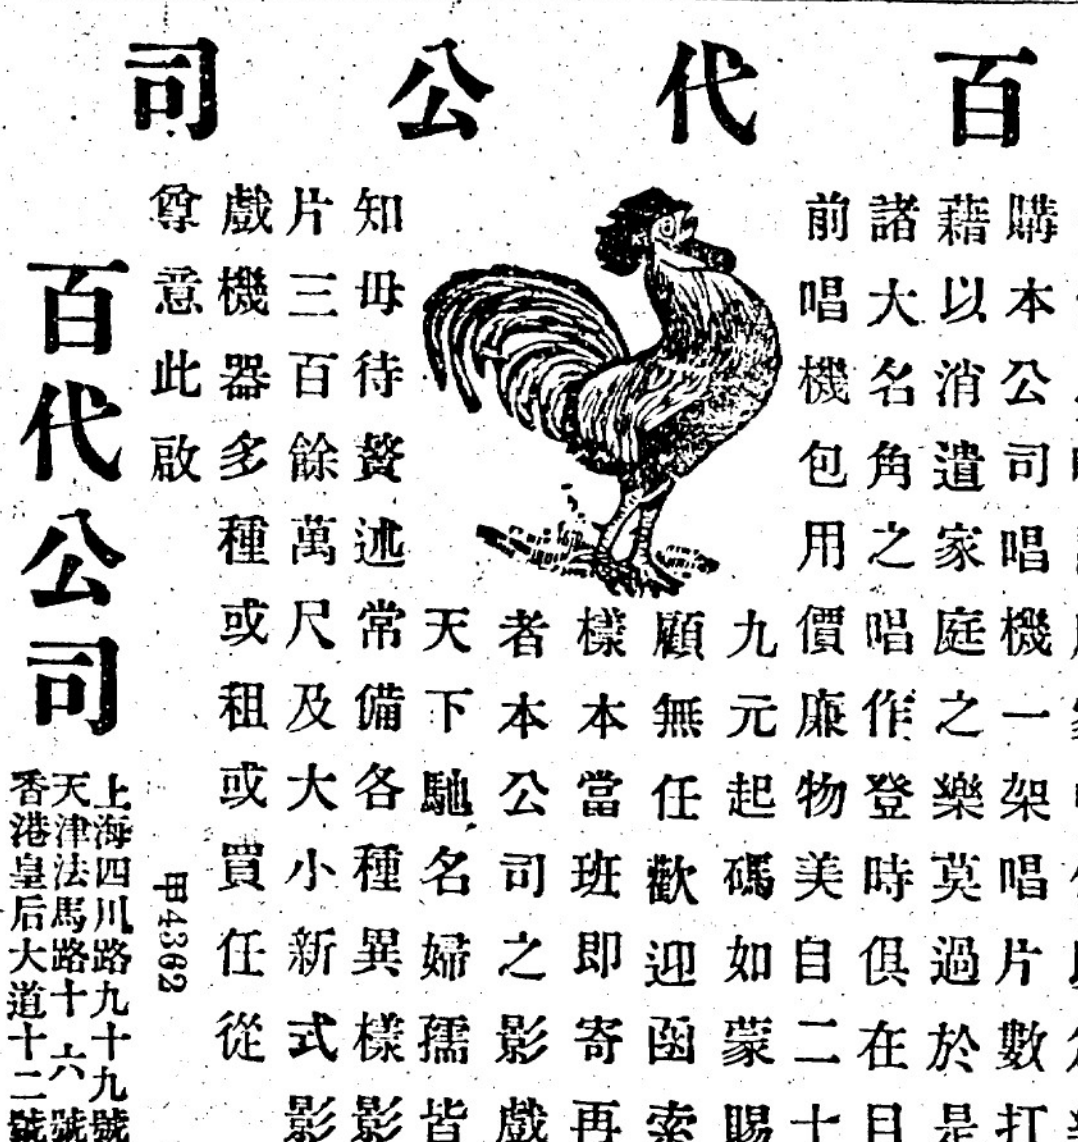 百代公司
購本公司唱機一架唱片數打
藉以消遣家庭之樂莫過於是
諸大名角之唱作登時俱在目
前唱機包用價廉物美自二十
九元起碼如蒙賜
顧無任歡迎函索
樣本當班即寄再
者本公司之影戲
天下馳名婦孺皆
知毋待贅述常備各種異樣影
片三百餘萬尺及大小新式影
戲機器多種或租或買任從
尊意此啟
百代公司
上海四川路九十九號
天津法馬路十六號
香港皇后大道十二號
甲4362